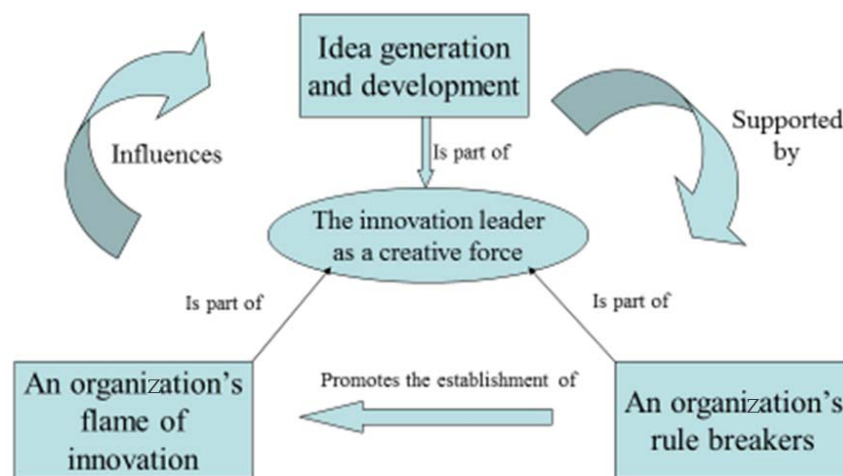 Idea generation
and development
Influences
Supported
by
Is part of
The innovation leader
as a creative force
Is part of
Is part of
An organization's
flame of
innovation
Promotes the establishment of
An organization's
rule breakers